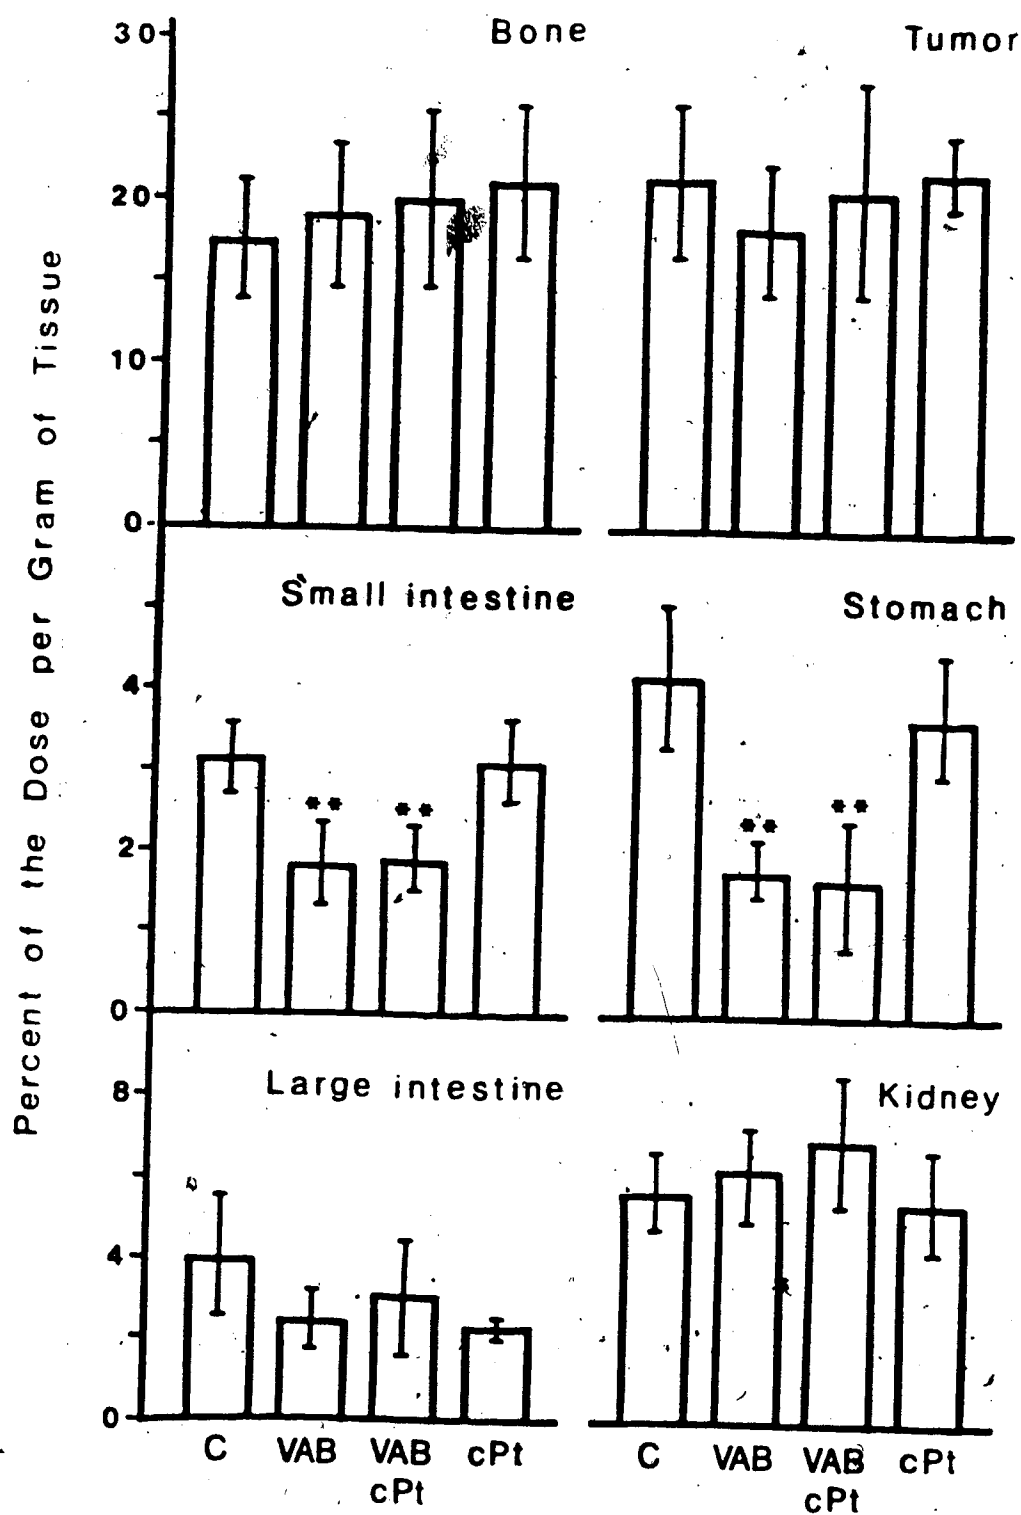 Percent of the Dose per Gram of Tissue
Bone
Tumor
30
20
10
0
Small intestine
Stomach
4
2
0
** **
** **
Large intestine
Kidney
8
4
0
C VAB VAB cPt C VAB VAB cPt
cPt cPt